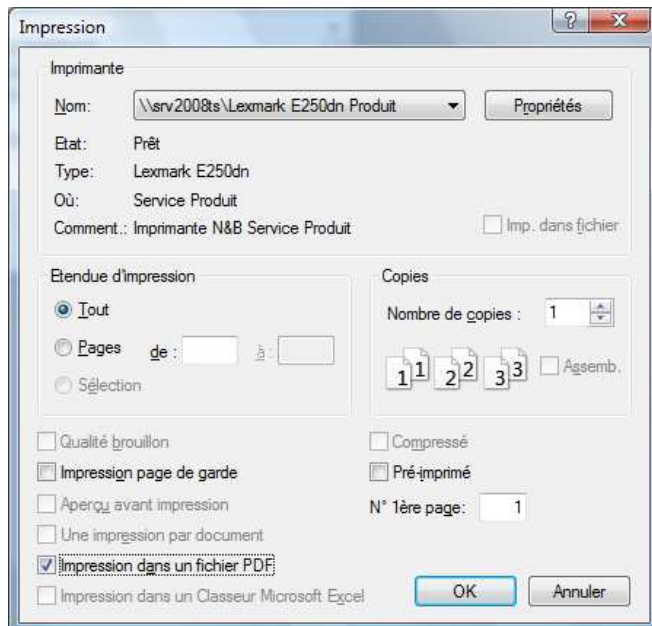 Impression
Imprimante
Nom: \\srv2008ts\Lexmark E250dn Produit Propriétés
Etat: Prêt
Type: Lexmark E250dn
Où: Service Produit
Comment.: Imprimante N&B Service Produit Imp. dans fichier
Etendue d'impression Copies
Tout Nombre de copies : 1
Pages de : à :
1 1 2 2 3 3 Assemb.
Sélection
Qualité brouillon Compressé
Impression page de garde Pré-imprimé
Aperçu avant impression N° 1ère page: 1
Une impression par document
Impression dans un fichier PDF
Impression dans un Classeur Microsoft Excel OK Annuler